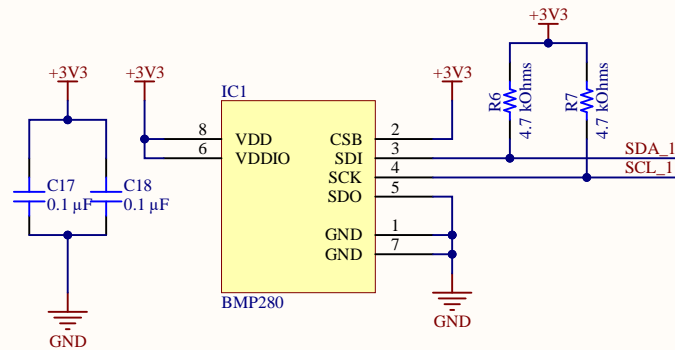 +3V3
+3V3
+3V3
+3V3
IC1
R6
4.7 kOhms
R7
4.7 kOhms
8
VDD
CSB
2
6
VDDIO
SDI
3
SDA_1
SCK
4
SCL_1
SDO
5
C17
0.1 µF
C18
0.1 µF
GND
1
GND
7
BMP280
GND
GND